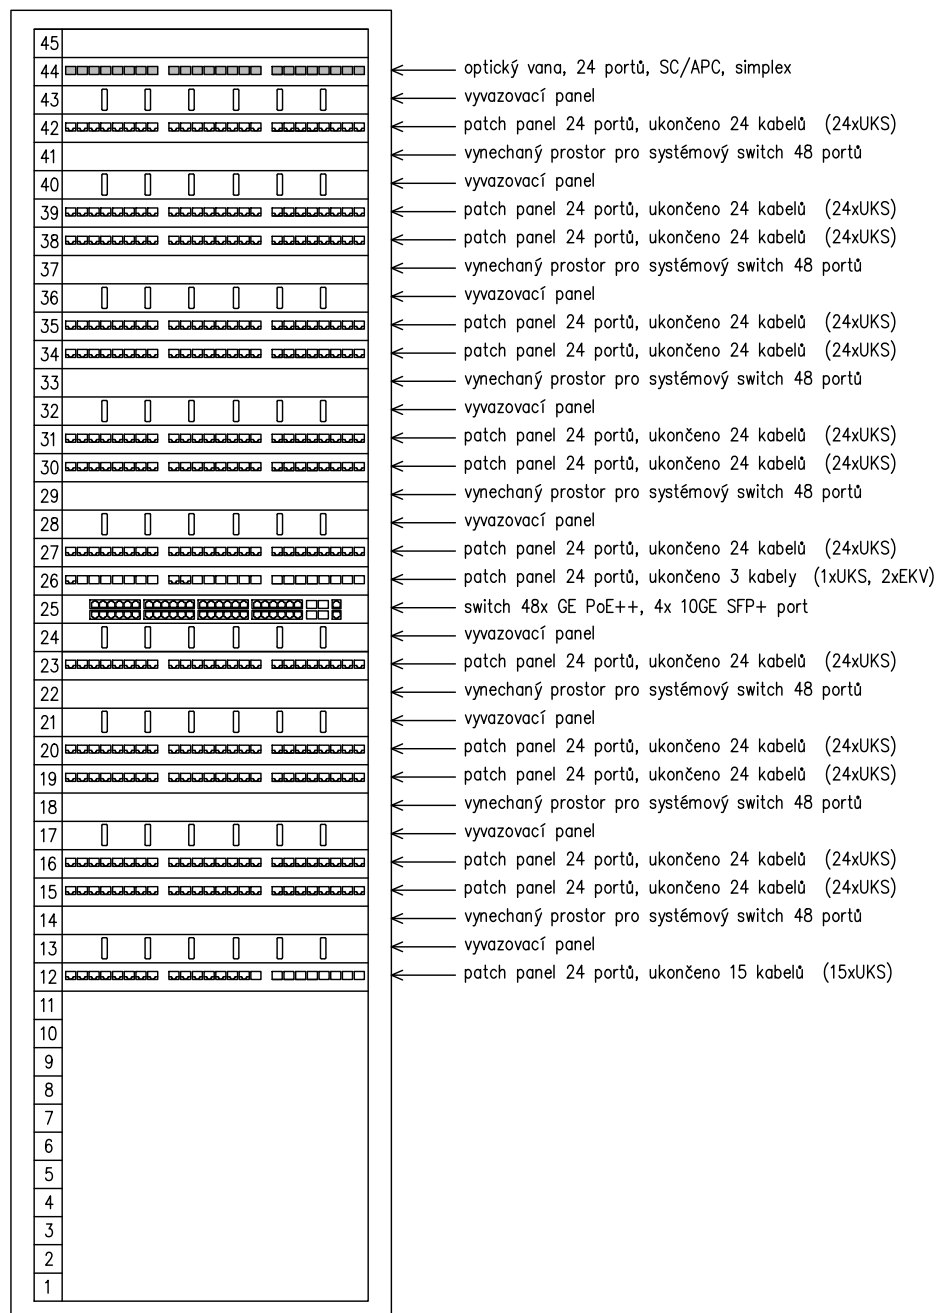 45
44 optický vana, 24 portů, SC/APC, simplex
43 vyvazovací panel
42 patch panel 24 portů, ukončeno 24 kabelů (24xUKS)
41 vynechaný prostor pro systémový switch 48 portů
40 vyvazovací panel
39 patch panel 24 portů, ukončeno 24 kabelů (24xUKS)
38 patch panel 24 portů, ukončeno 24 kabelů (24xUKS)
37 vynechaný prostor pro systémový switch 48 portů
36 vyvazovací panel
35 patch panel 24 portů, ukončeno 24 kabelů (24xUKS)
34 patch panel 24 portů, ukončeno 24 kabelů (24xUKS)
33 vynechaný prostor pro systémový switch 48 portů
32 vyvazovací panel
31 patch panel 24 portů, ukončeno 24 kabelů (24xUKS)
30 patch panel 24 portů, ukončeno 24 kabelů (24xUKS)
29 vynechaný prostor pro systémový switch 48 portů
28 vyvazovací panel
27 patch panel 24 portů, ukončeno 24 kabelů (24xUKS)
26 patch panel 24 portů, ukončeno 3 kabely (1xUKS, 2xEKV)
25 switch 48x GE PoE++, 4x 10GE SFP+ port
24 vyvazovací panel
23 patch panel 24 portů, ukončeno 24 kabelů (24xUKS)
22 vynechaný prostor pro systémový switch 48 portů
21 vyvazovací panel
20 patch panel 24 portů, ukončeno 24 kabelů (24xUKS)
19 patch panel 24 portů, ukončeno 24 kabelů (24xUKS)
18 vynechaný prostor pro systémový switch 48 portů
17 vyvazovací panel
16 patch panel 24 portů, ukončeno 24 kabelů (24xUKS)
15 patch panel 24 portů, ukončeno 24 kabelů (24xUKS)
14 vynechaný prostor pro systémový switch 48 portů
13 vyvazovací panel
12 patch panel 24 portů, ukončeno 15 kabelů (15xUKS)
11
10
9
8
7
6
5
4
3
2
1